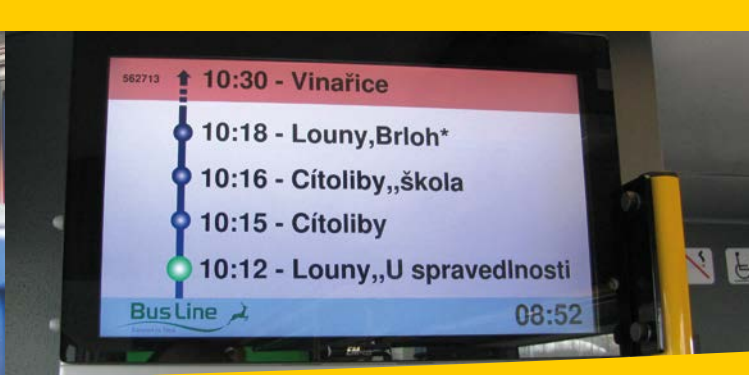 562713 10:30 - Vinařice
10:18 - Louny,Brloh*
10:16 - Cítoliby,,škola
10:15 - Cítoliby
10:12 - Louny,,U spravedlnosti
Bus Line 08:52